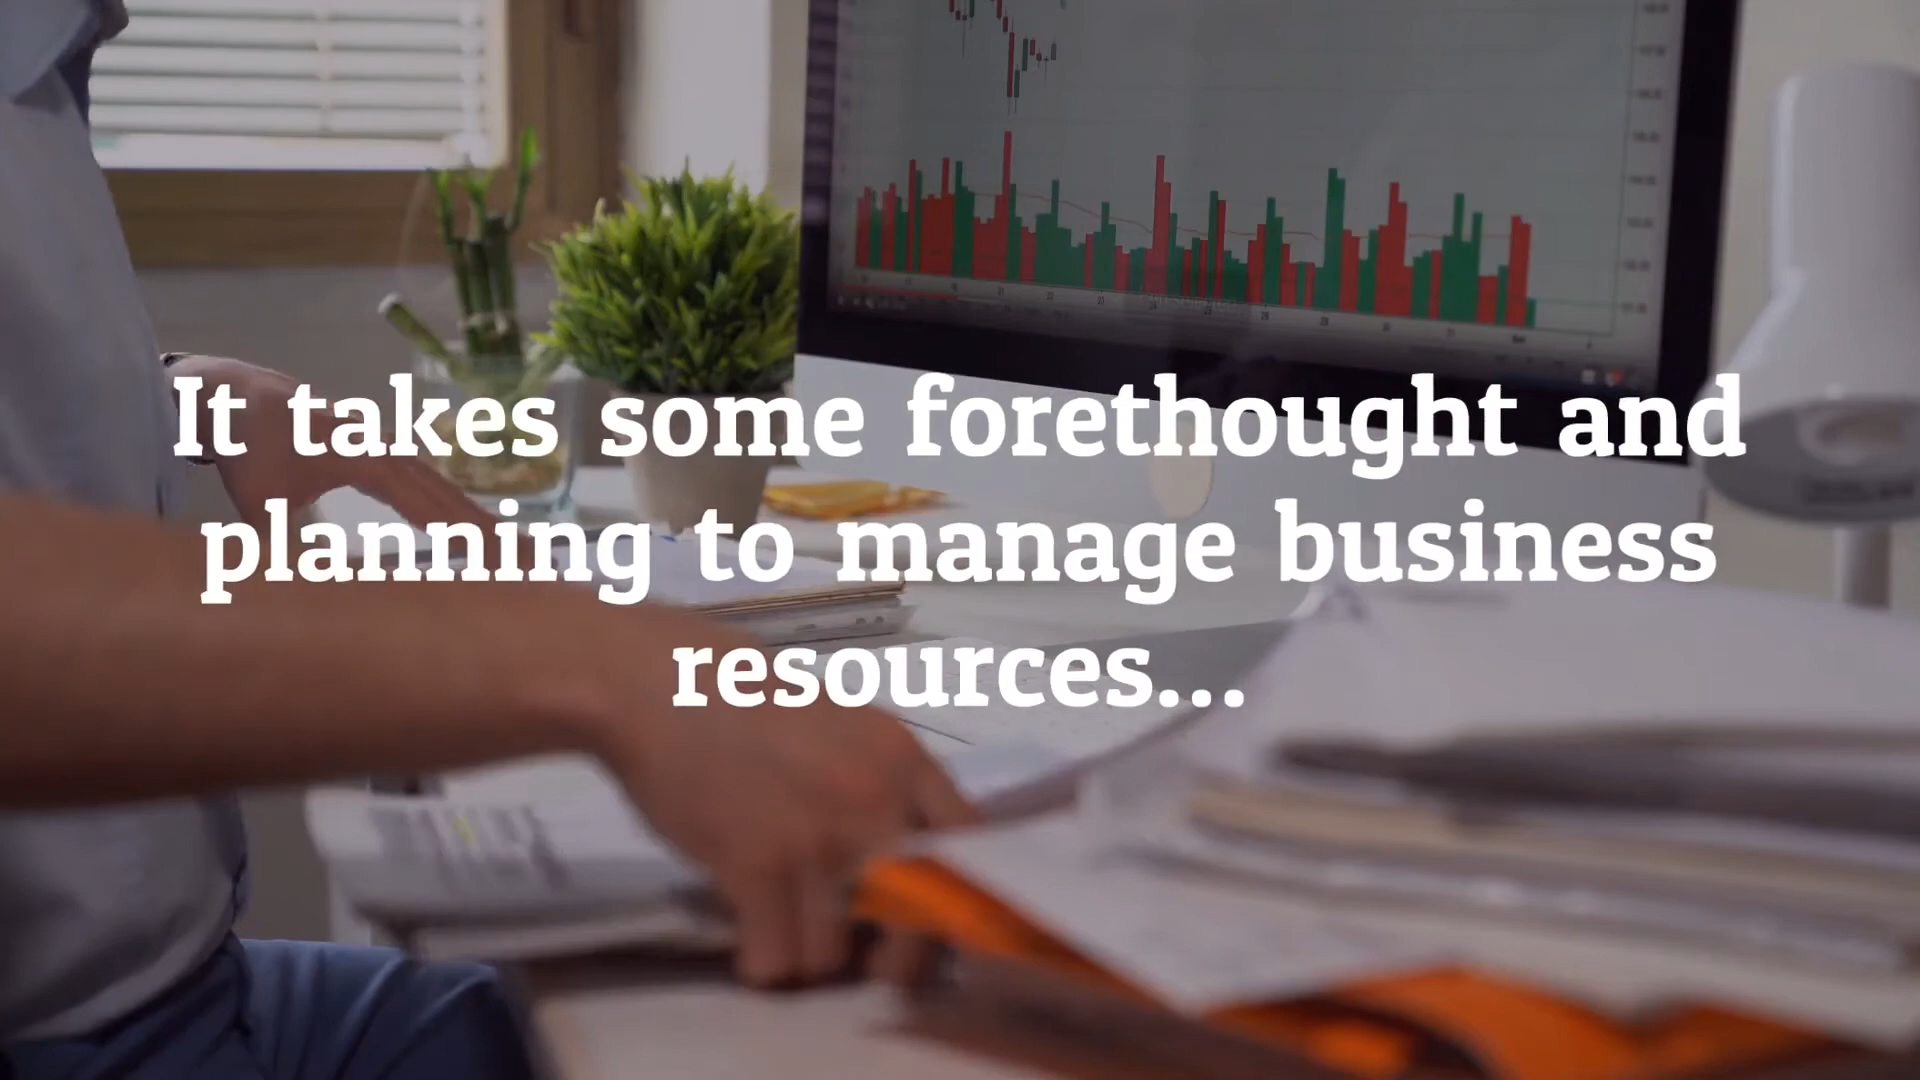 It takes some forethought and
planning to manage business
resources...